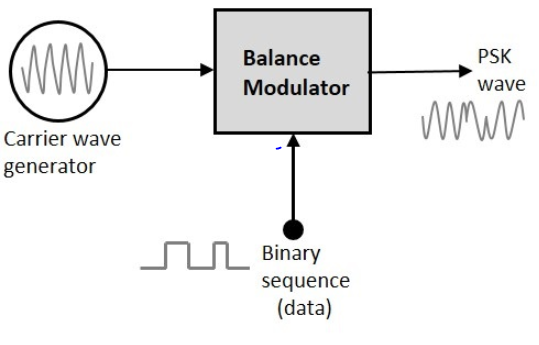 Balance
Modulator
PSK
wave
Carrier wave
generator
Binary
sequence
(data)